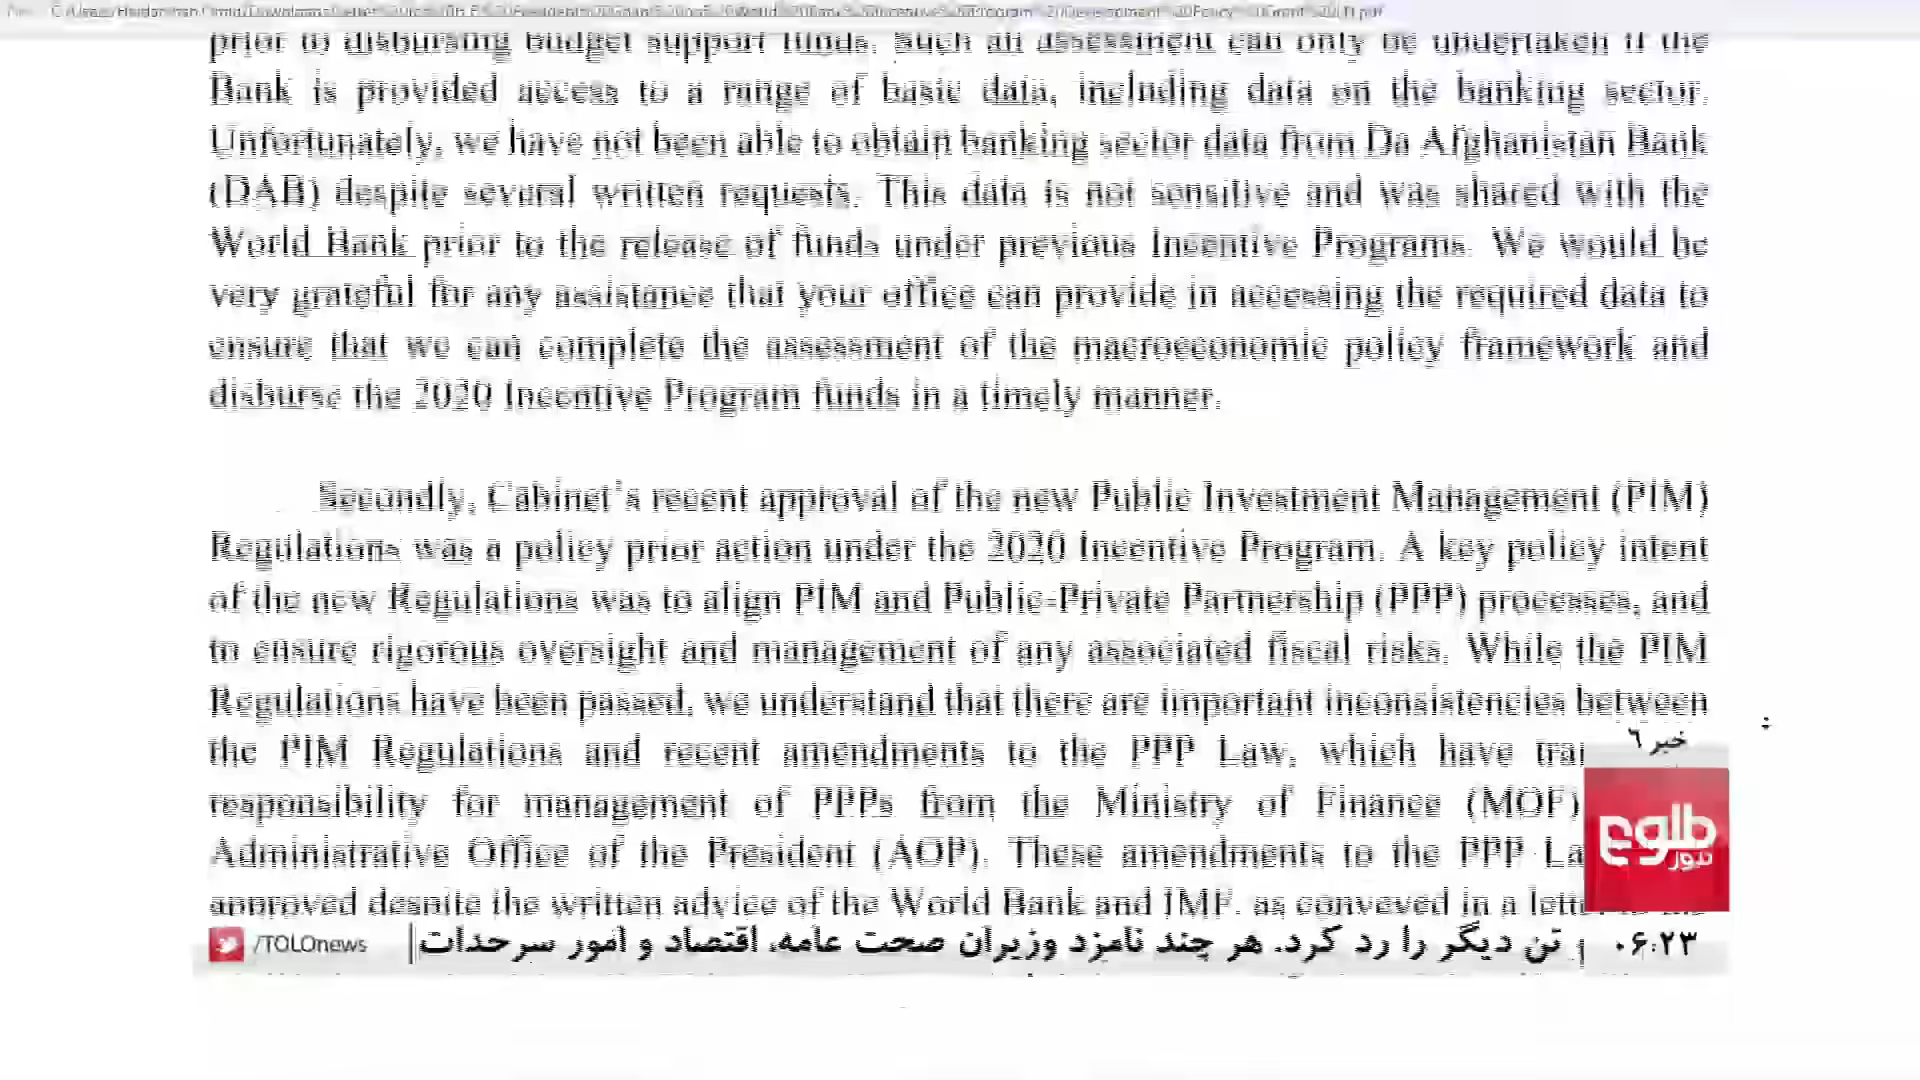 prior to disbursing budget support funds. Such an assessment can only be undertaken if the
Bank is provided access to a range of basic data, including data on the banking sector.
Unfortunately, we have not been able to obtain banking sector data from Da Afghanistan Bank
(DAB) despite several written requests. This data is not sensitive and was shared with the
World Bank prior to the release of funds under previous Incentive Programs. We would be
very grateful for any assistance that your office can provide in accessing the required data to
ensure that we can complete the assessment of the macroeconomic policy framework and
disburse the 2020 Incentive Program funds in a timely manner.
Secondly, Cabinet's recent approval of the new Public Investment Management (PIM)
Regulations was a policy prior action under the 2020 Incentive Program. A key policy intent
of the new Regulations was to align PIM and Public-Private Partnership (PPP) processes, and
to ensure rigorous oversight and management of any associated fiscal risks. While the PIM
Regulations have been passed, we understand that there are important inconsistencies between
the PIM Regulations and recent amendments to the PPP Law, which have tra
خبر ۶
responsibility for management of PPPs from the Ministry of Finance (MOF)
Administrative Office of the President (AOP). These amendments to the PPP La
طلوع
نیوز
approved despite the written advice of the World Bank and IMF, as conveyed in a lett
/TOLOnews
تن دیگر را رد کرد. هر چند نامزد وزیران صحت عامه، اقتصاد و امور سرحدات
۰۶:۲۳